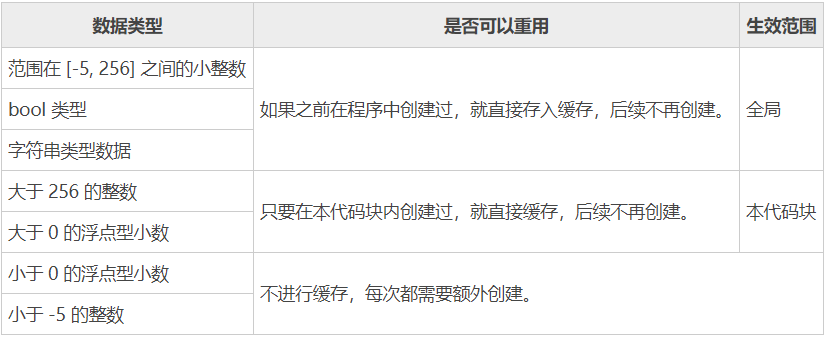 数据类型 是否可以重用 生效范围
范围在 [-5, 256] 之间的小整数
bool 类型
字符串类型数据
如果之前在程序中创建过，就直接存入缓存，后续不再创建。
全局
大于 256 的整数
大于 0 的浮点型小数
只要在本代码块内创建过，就直接缓存，后续不再创建。
本代码块
小于 0 的浮点型小数
小于 -5 的整数
不进行缓存，每次都需要额外创建。